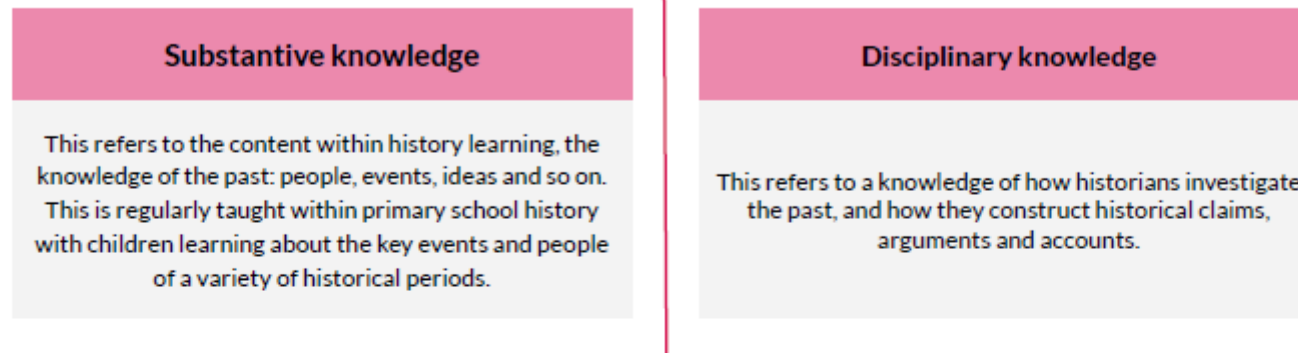 Substantive knowledge
This refers to the content within history learning, the
knowledge of the past: people, events, ideas and so on.
This is regularly taught within primary school history
with children learning about the key events and people
of a variety of historical periods.
Disciplinary knowledge
This refers to a knowledge of how historians investigate
the past, and how they construct historical claims,
arguments and accounts.